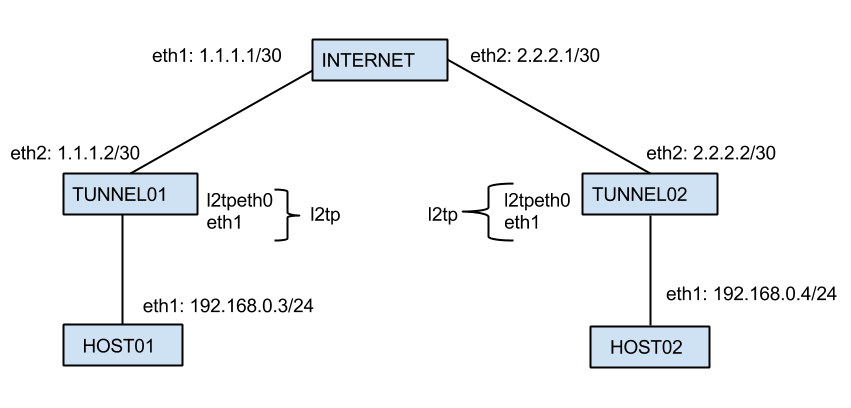 eth1: 1.1.1.1/30
INTERNET
eth2: 2.2.2.1/30
eth2: 1.1.1.2/30
eth2: 2.2.2.2/30
TUNNEL01
l2tpeth0
eth1
l2tp
l2tp
l2tpeth0
eth1
TUNNEL02
eth1: 192.168.0.3/24
eth1: 192.168.0.4/24
HOST01
HOST02